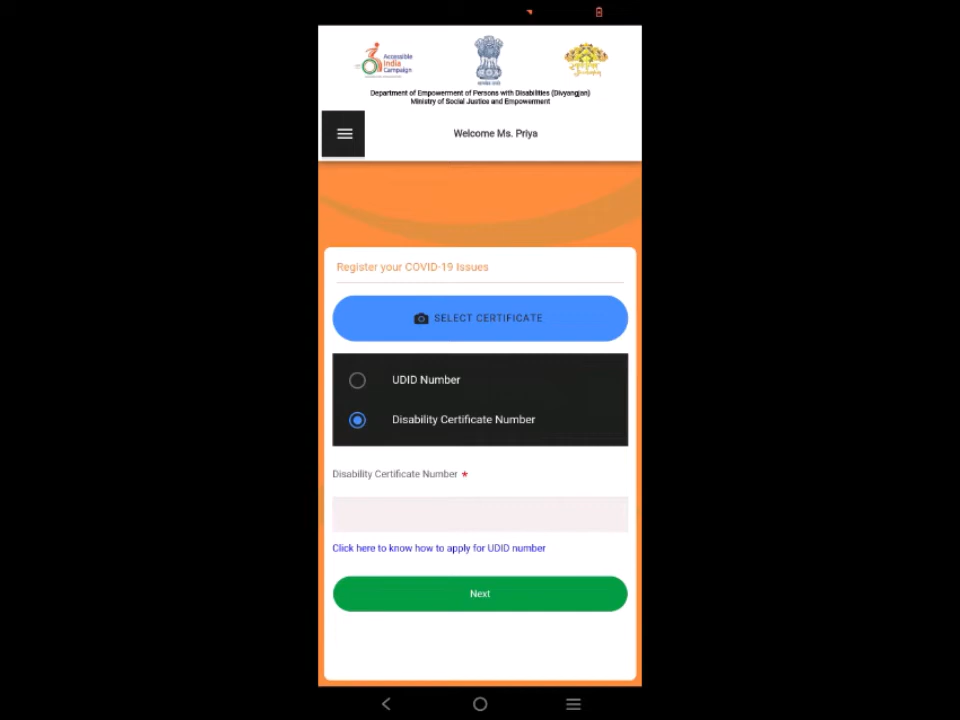 Accessible
India
Campaign
Department of Empowerment of Persons with Disabilities (Divyangjan)
Ministry of Social Justice and Empowerment
Welcome Ms. Priya
Register your COVID-19 Issues
SELECT CERTIFICATE
UDID Number
Disability Certificate Number
Disability Certificate Number *
Click here to know how to apply for UDID number
Next